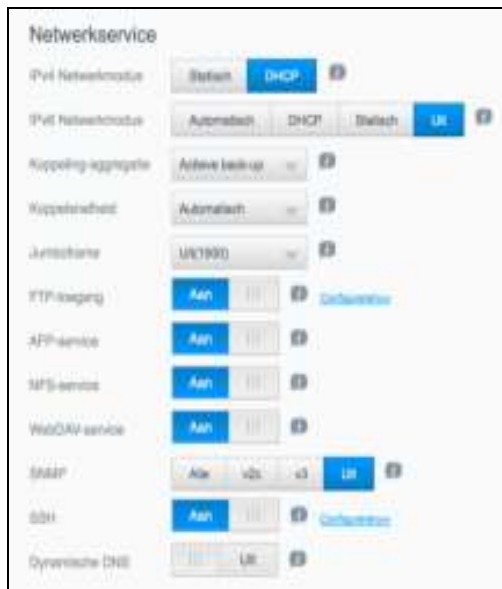 Netwerkservice
IPv4 Netwerkmodus Statisch DHCP
IPv6 Netwerkmodus Automatisch DHCP Statisch Uit
Koppeling-aggregatie Actieve back-up
Koppelsnelheid Automatisch
Jumboframe Uit(1500)
FTP-toegang Aan
AFP-service Aan
NFS-service Aan
WebDAV-service Aan
SNMP Alle v2c v3 Uit
SSH Aan
Dynamische DNS Uit